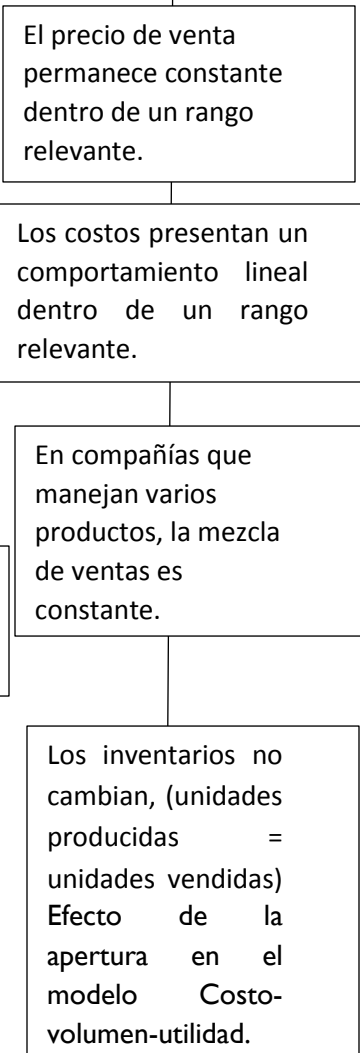 El precio de venta
permanece constante
dentro de un rango
relevante.
Los costos presentan un
comportamiento lineal
dentro de un rango
relevante.
En compañías que
manejan varios
productos, la mezcla
de ventas es
constante.
Los inventarios no
cambian, (unidades
producidas =
unidades vendidas)
Efecto de la
apertura en el
modelo Costo-
volumen-utilidad.